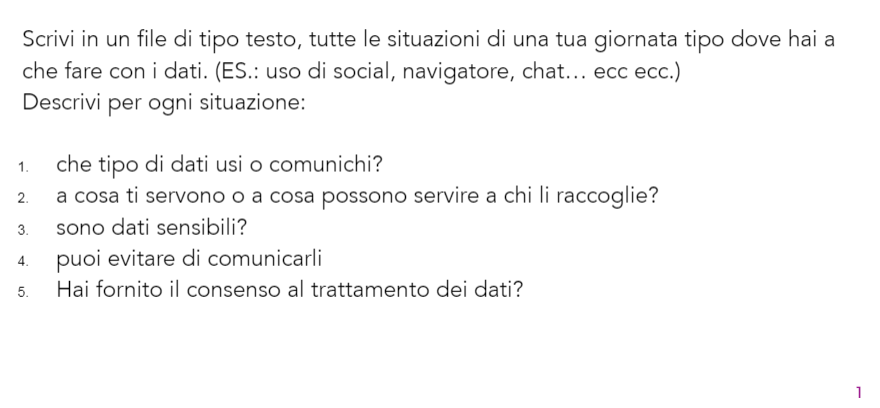 Scrivi in un file di tipo testo, tutte le situazioni di una tua giornata tipo dove hai a
che fare con i dati. (ES.: uso di social, navigatore, chat… ecc ecc.)
Descrivi per ogni situazione:
1. che tipo di dati usi o comunichi?
2. a cosa ti servono o a cosa possono servire a chi li raccoglie?
3. sono dati sensibili?
4. puoi evitare di comunicarli
5. Hai fornito il consenso al trattamento dei dati?
1